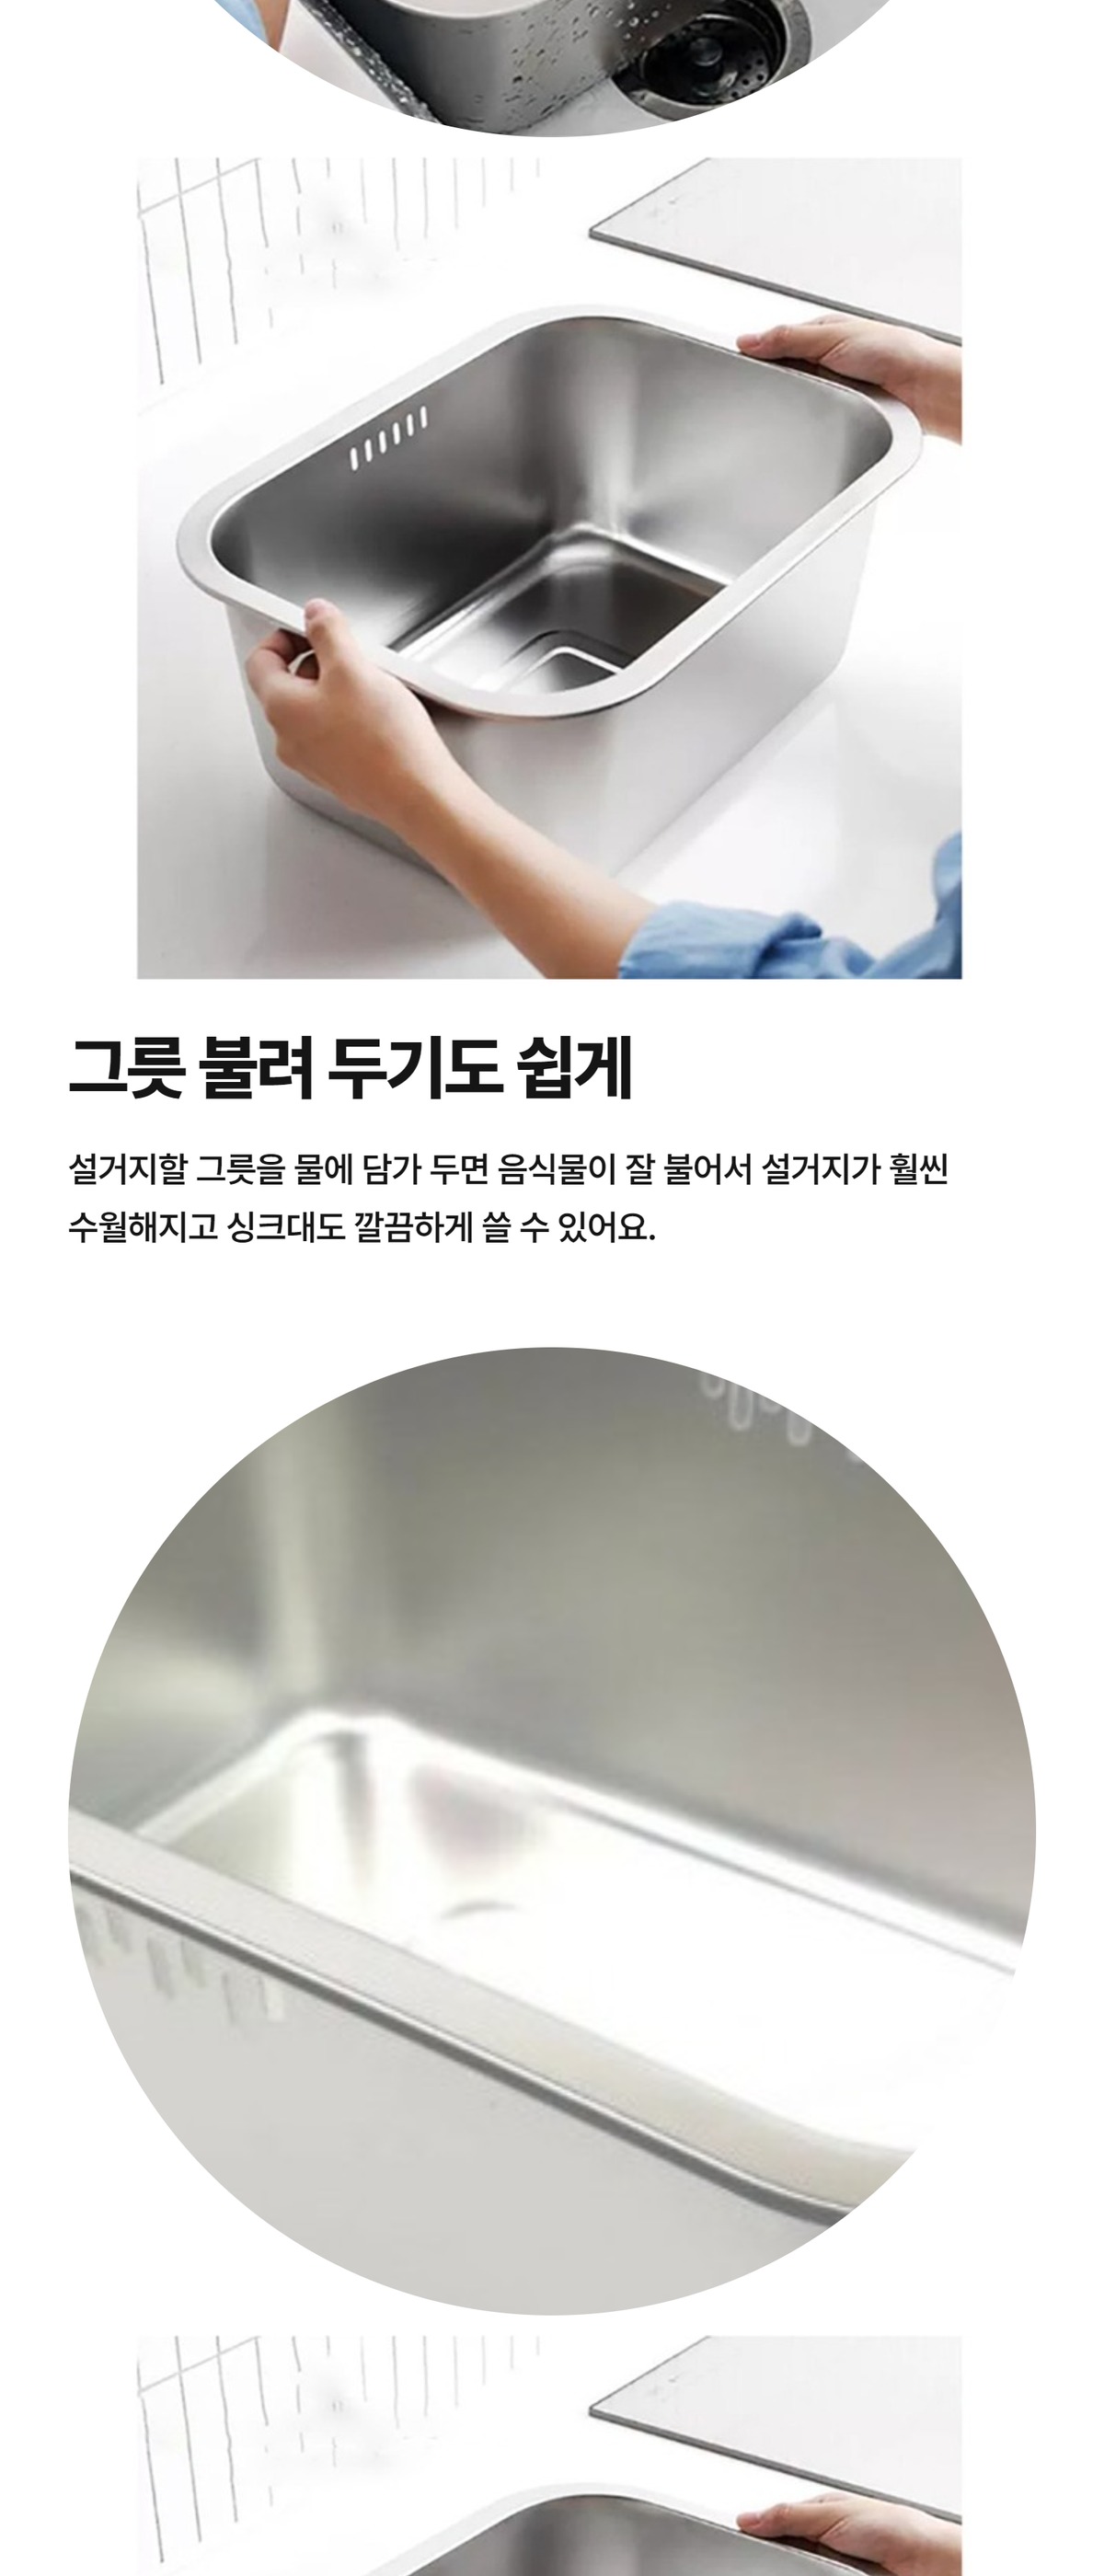 그릇 불려 두기도 쉽게
설거지할 그릇을 물에 담가 두면 음식물이 잘 불어서 설거지가 훨씬
수월해지고 싱크대도 깔끔하게 쓸 수 있어요.